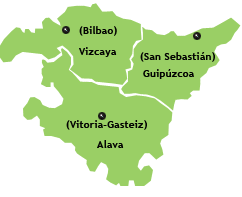 (Bilbao)
Vizcaya
(San Sebastián)
Guipúzcoa
(Vitoria-Gasteiz)
Alava